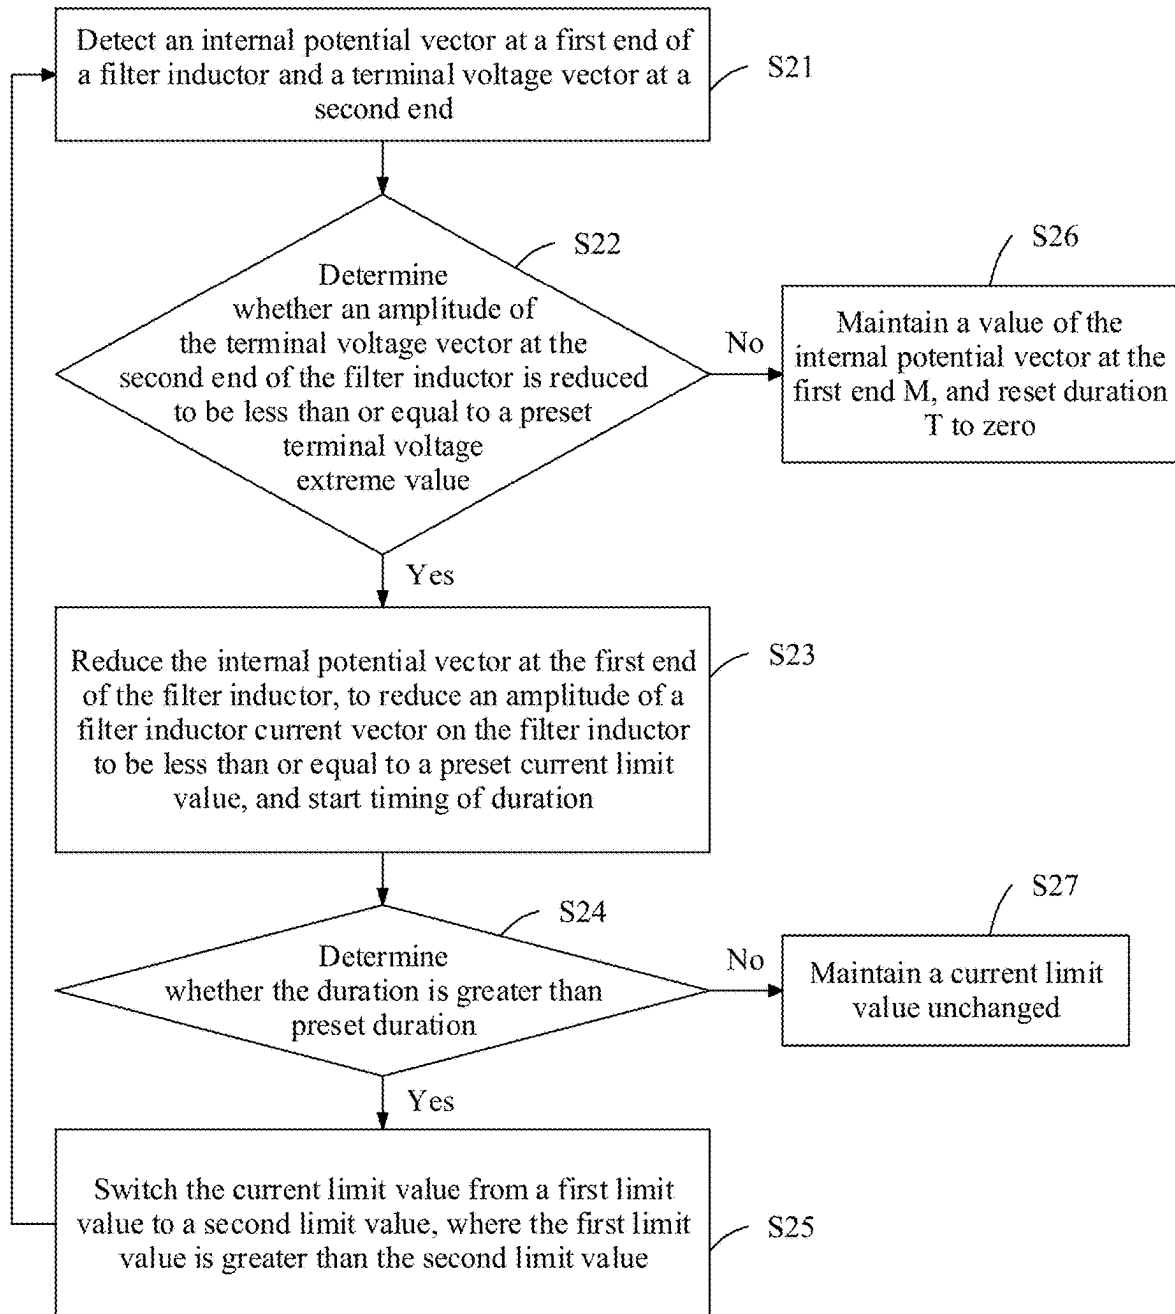 Detect an internal potential vector at a first end of
a filter inductor and a terminal voltage vector at a
second end
S21
S22
Determine
whether an amplitude of
the terminal voltage vector at the
second end of the filter inductor is reduced
to be less than or equal to a preset
terminal voltage
extreme value
No
S26
Maintain a value of the
internal potential vector at the
first end M, and reset duration
T to zero
Yes
Reduce the internal potential vector at the first end
of the filter inductor, to reduce an amplitude of a
filter inductor current vector on the filter inductor
to be less than or equal to a preset current limit
value, and start timing of duration
S23
S24
Determine
whether the duration is greater than
preset duration
No
S27
Maintain a current limit
value unchanged
Yes
Switch the current limit value from a first limit
value to a second limit value, where the first limit
value is greater than the second limit value
S25